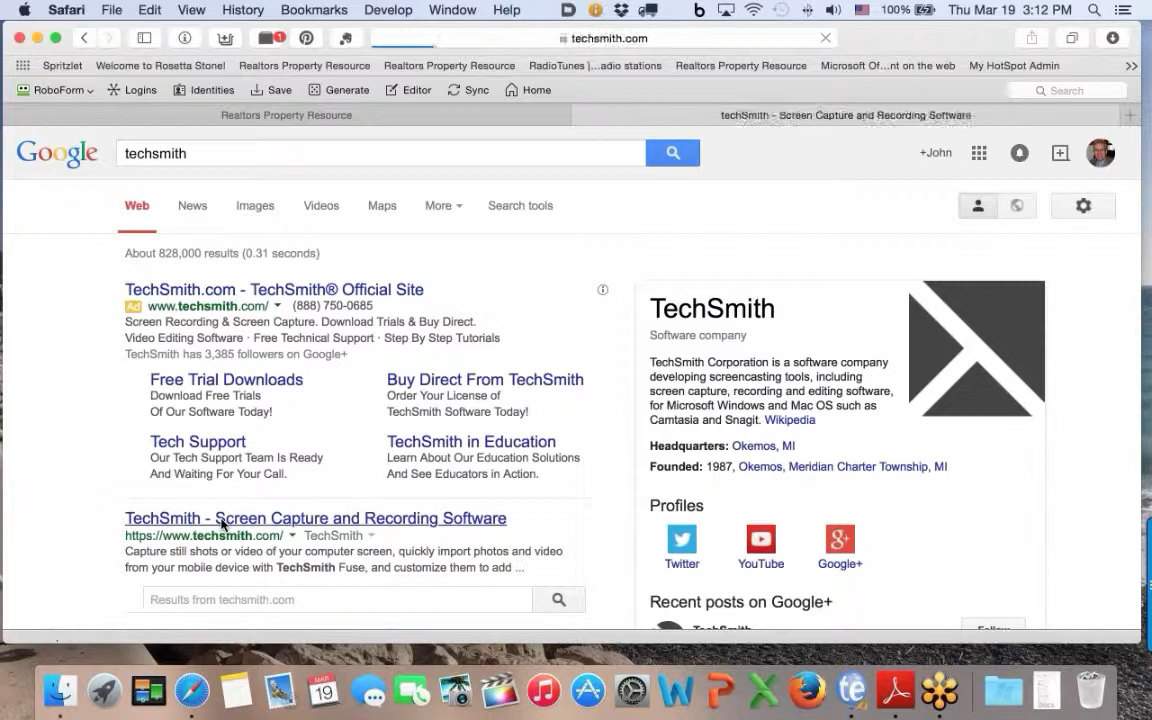 Safari File Edit View History Bookmarks Develop Window Help 100% Thu Mar 19 3:12 PM
1 techsmith.com
Spritzlet Welcome to Rosetta Stone! Realtors Property Resource Realtors Property Resource RadioTunes |...adio stations Realtors Property Resource Microsoft Of...nt on the web My HotSpot Admin
RoboForm Logins Identities Save Generate Editor Sync Home Search
Realtors Property Resource techSmith - Screen Capture and Recording Software
Google techsmith +John
Web News Images Videos Maps More Search tools
About 828,000 results (0.31 seconds)
TechSmith.com - TechSmith® Official Site
Ad www.techsmith.com/ (888) 750-0685
Screen Recording & Screen Capture. Download Trials & Buy Direct.
Video Editing Software · Free Technical Support · Step By Step Tutorials
TechSmith has 3,385 followers on Google+
Free Trial Downloads
Download Free Trials
Of Our Software Today!
Buy Direct From TechSmith
Order Your License of
TechSmith Software Today!
Tech Support
Our Tech Support Team Is Ready
And Waiting For Your Call.
TechSmith in Education
Learn About Our Education Solutions
And See Educators in Action.
TechSmith - Screen Capture and Recording Software
https://www.techsmith.com/ TechSmith
Capture still shots or video of your computer screen, quickly import photos and video
from your mobile device with TechSmith Fuse, and customize them to add ...
Results from techsmith.com
TechSmith
Software company
TechSmith Corporation is a software company
developing screencasting tools, including
screen capture, recording and editing software,
for Microsoft Windows and Mac OS such as
Camtasia and Snagit. Wikipedia
Headquarters: Okemos, MI
Founded: 1987, Okemos, Meridian Charter Township, MI
Profiles
Twitter YouTube Google+
Recent posts on Google+
TechSmith Follow
MAR
19
te
DOCX